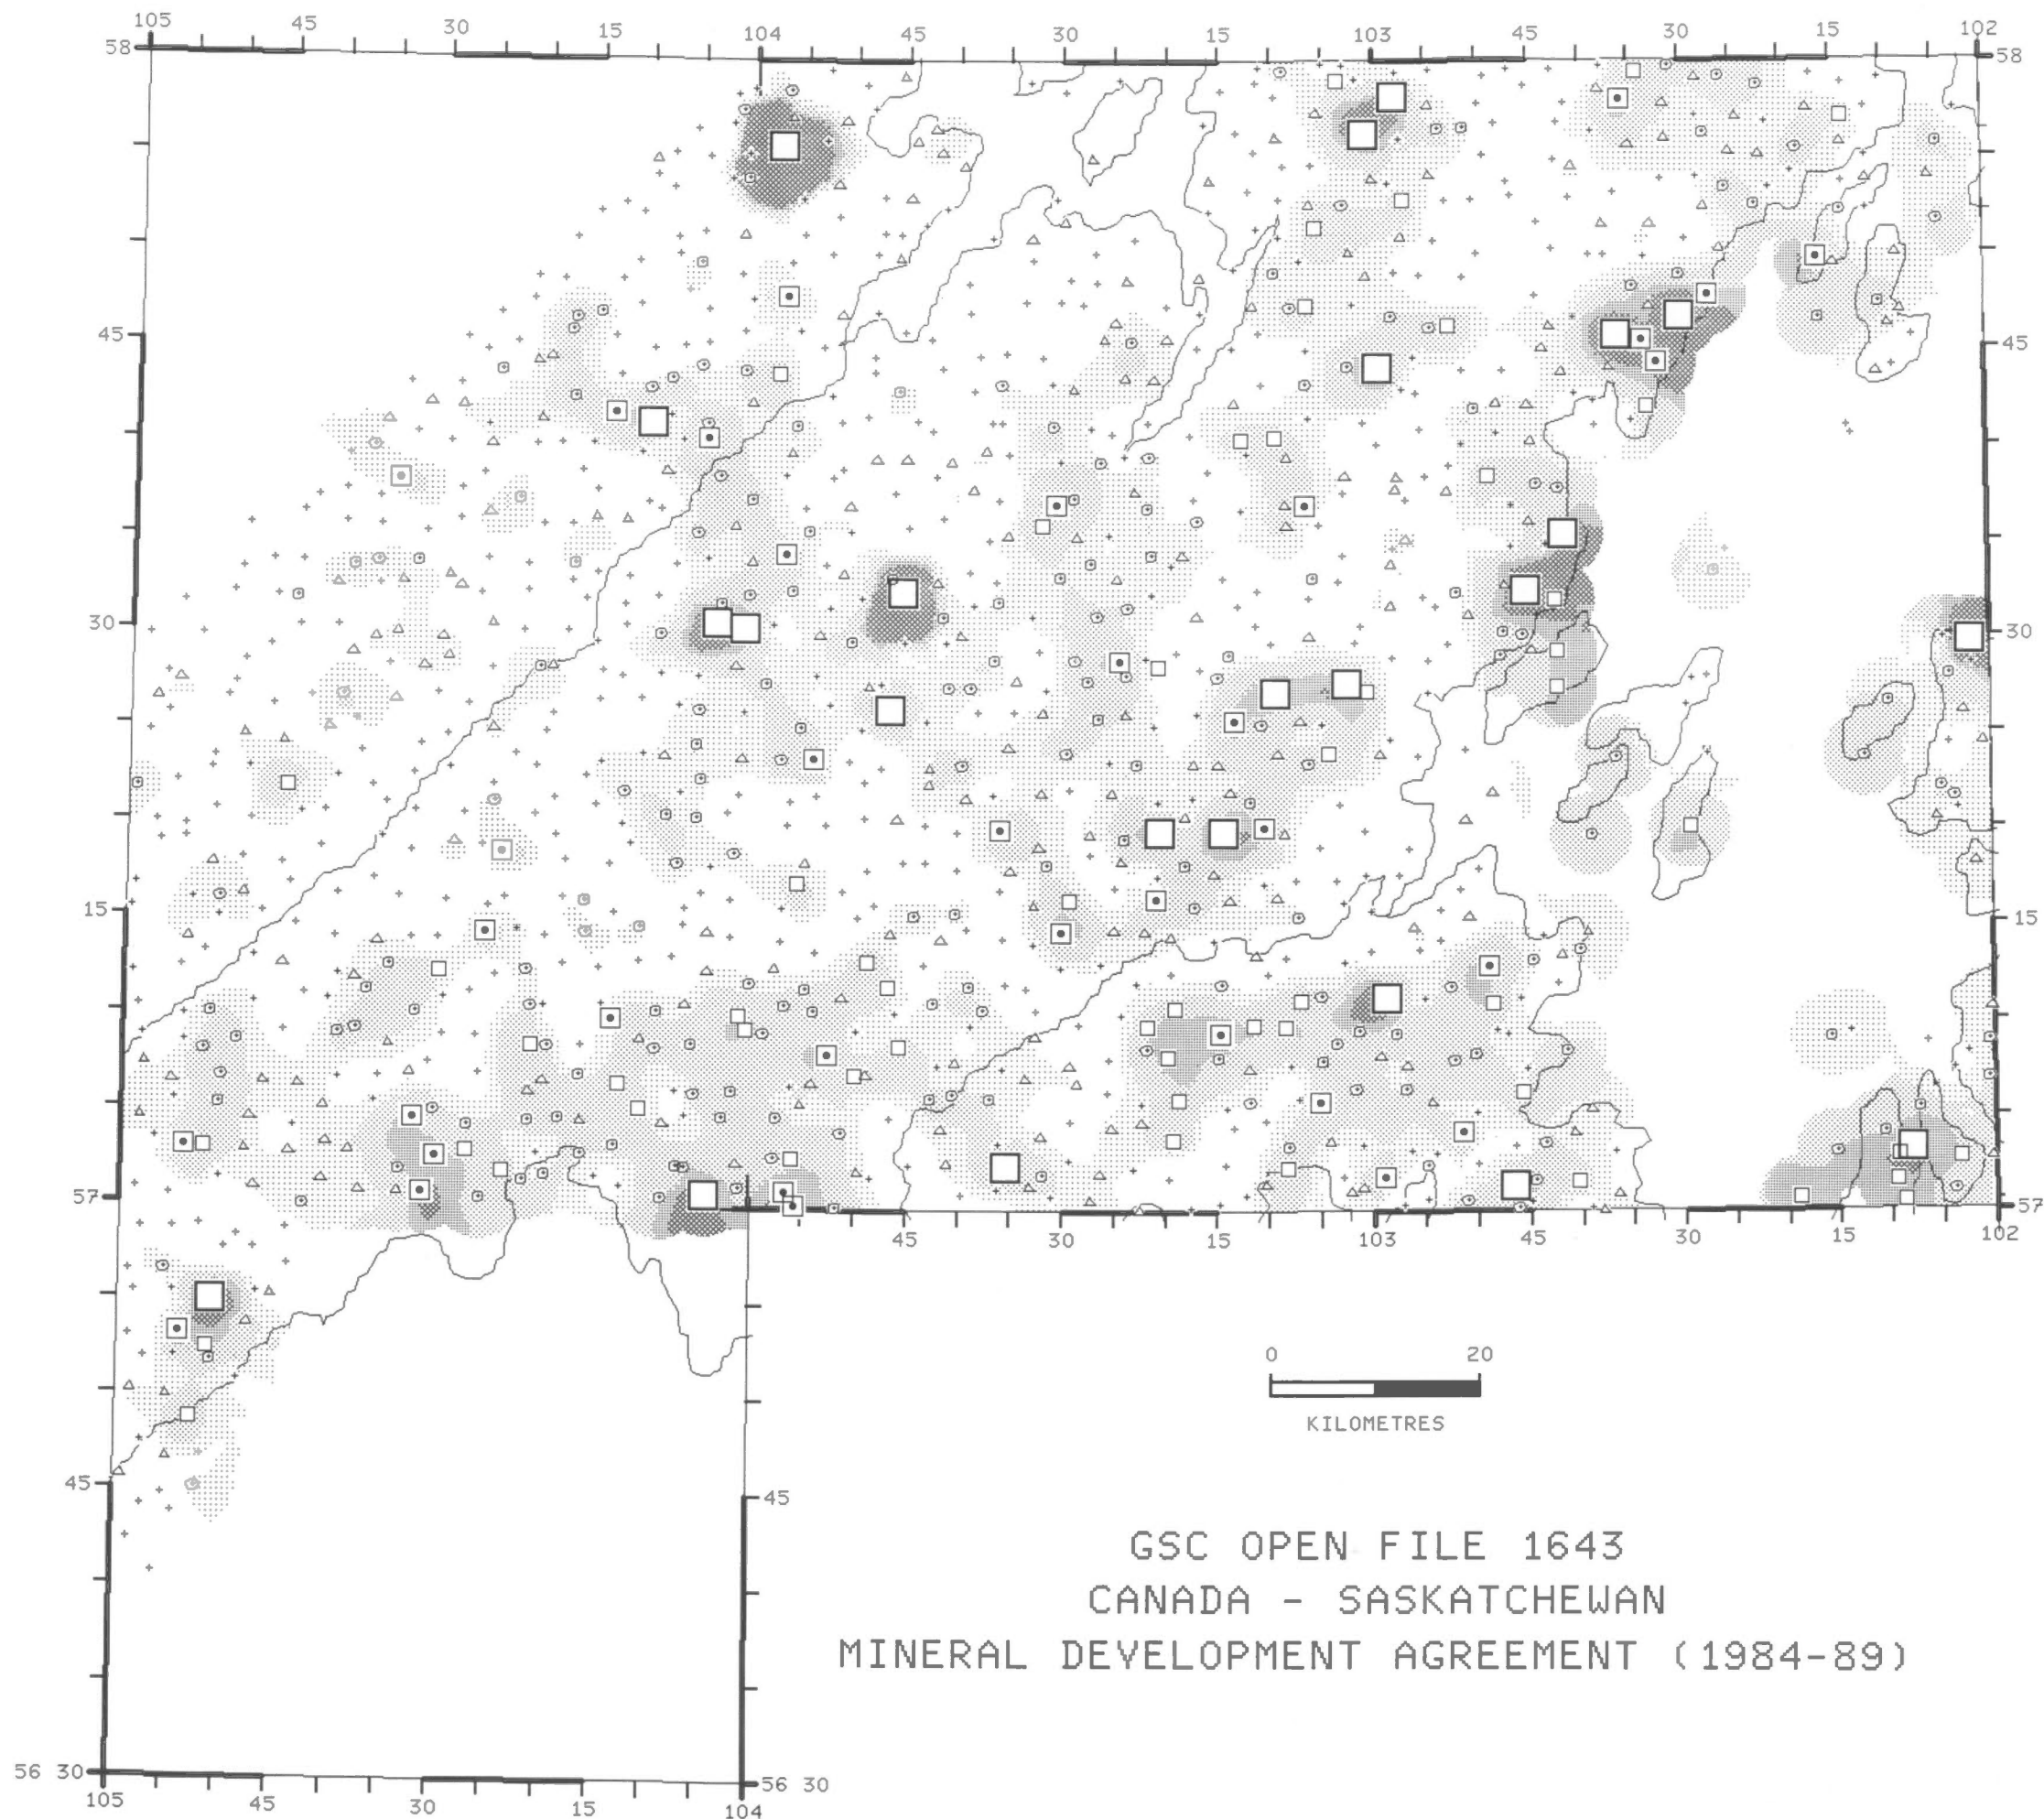 105 45 30 15 104 45 30 15 103 45 30 15 102
58 58
45 45
30 30
15 15
57 57
45 30 15 103 45 30 15 102
0 20
KILOMETRES
45 45
GSC OPEN FILE 1643
CANADA - SASKATCHEWAN
MINERAL DEVELOPMENT AGREEMENT (1984-89)
56 30 56 30
105 45 30 15 104